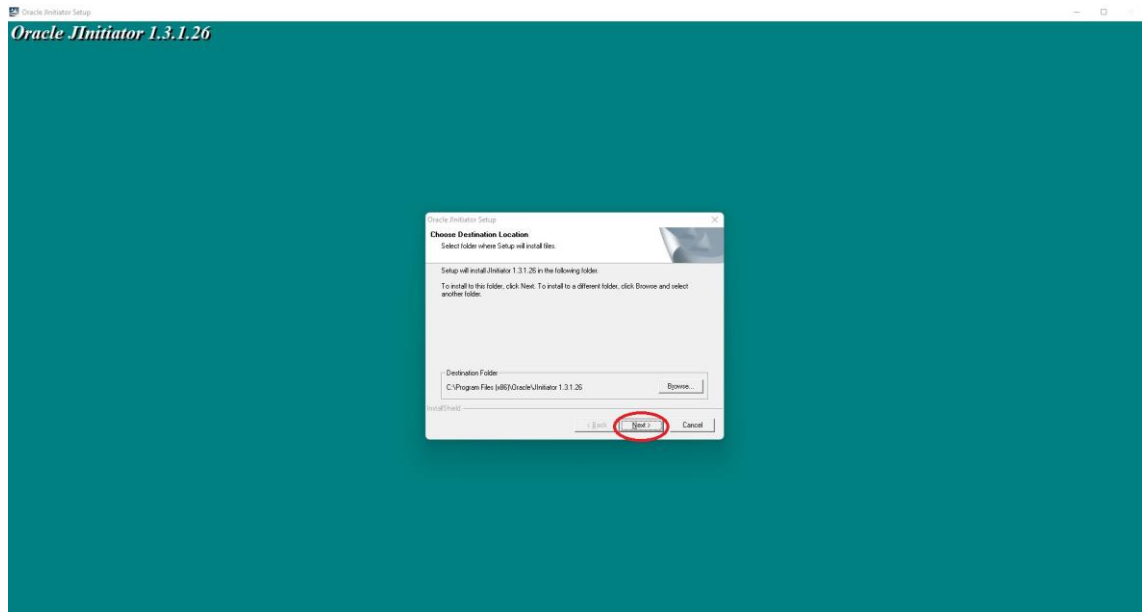 Oracle JInitiator Setup
Oracle JInitiator 1.3.1.26
Oracle JInitiator Setup
Choose Destination Location
Select folder where Setup will install files.
Setup will install JInitiator 1.3.1.26 in the following folder.
To install to this folder, click Next. To install to a different folder, click Browse and select
another folder.
Destination Folder
C:\Program Files (x86)\Oracle\JInitiator 1.3.1.26
Browse...
InstallShield
< Back
Next >
Cancel